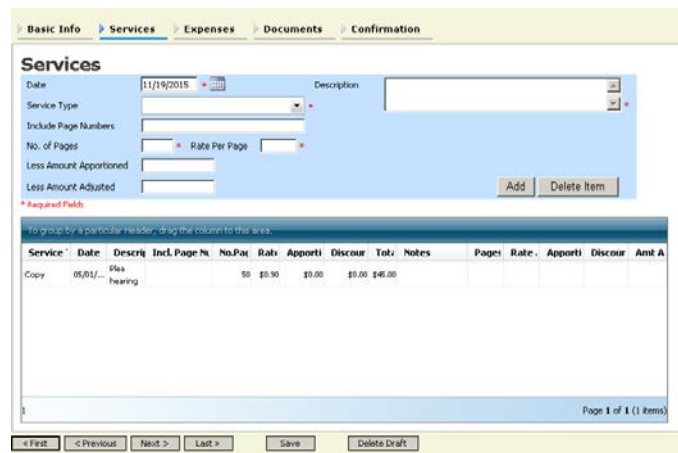 Basic Info Services Expenses Documents Confirmation
Services
Date 11/19/2015 * Description
Service Type * *
Include Page Numbers
No. of Pages * Rate Per Page *
Less Amount Apportioned
Less Amount Adjusted Add Delete Item
* Required Fields
To group by a particular Header, drag the column to this area.
Service Date Descrip Incl. Page Nu No.Pag Rate Apporti Discour Tota Notes Pages Rate . Apporti Discour Amt A
Copy 05/01/... Plea hearing 50 $0.90 $0.00 $0.00 $45.00
1 Page 1 of 1 (1 items)
< First < Previous Next > Last > Save Delete Draft